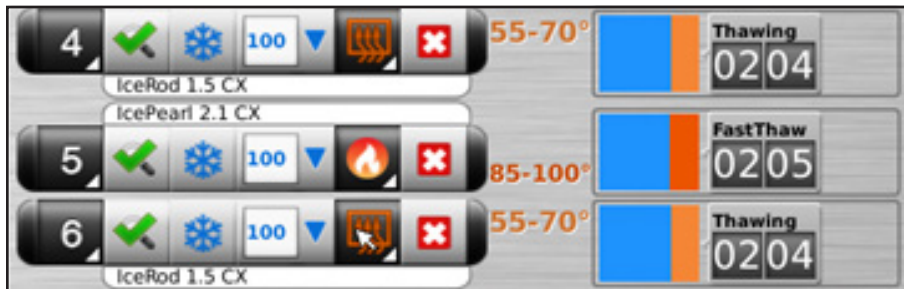 4 100 55-70° Thawing
02 04
IceRod 1.5 CX
IcePearl 2.1 CX
5 100 85-100° FastThaw
02 05
6 100 55-70° Thawing
02 04
IceRod 1.5 CX